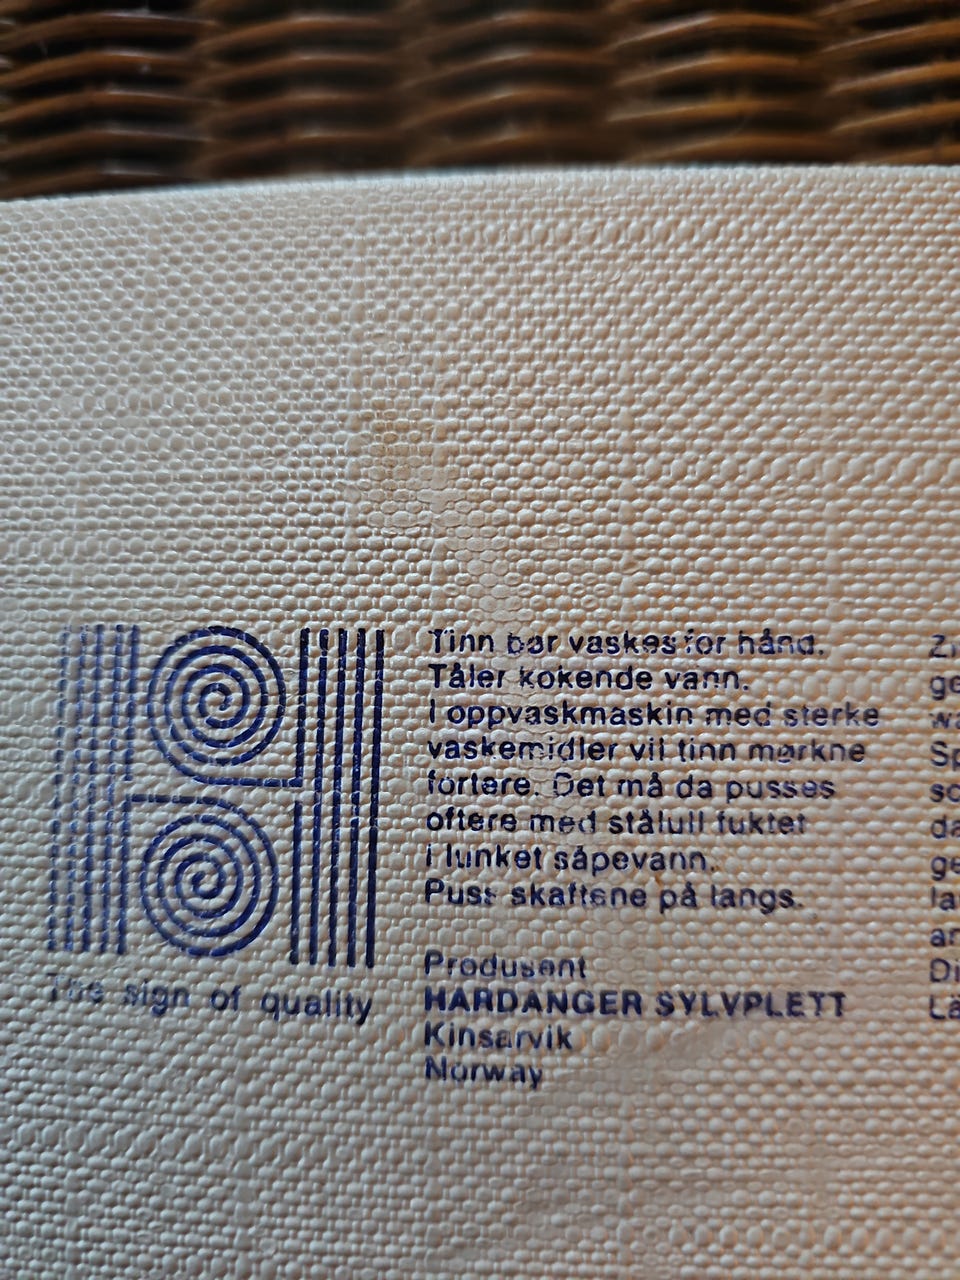 Tinn bør vaskes for hånd.
Tåler kokende vann.
I oppvaskmaskin med sterke
vaskemidler vil tinn mørkne
fortere. Det må da pusses
oftere med stålull fuktet
i lunket såpevann.
Puss skaftene på langs.
Produsent
HARDANGER SYLVPLETT
Kinsarvik
Norway
The sign of quality